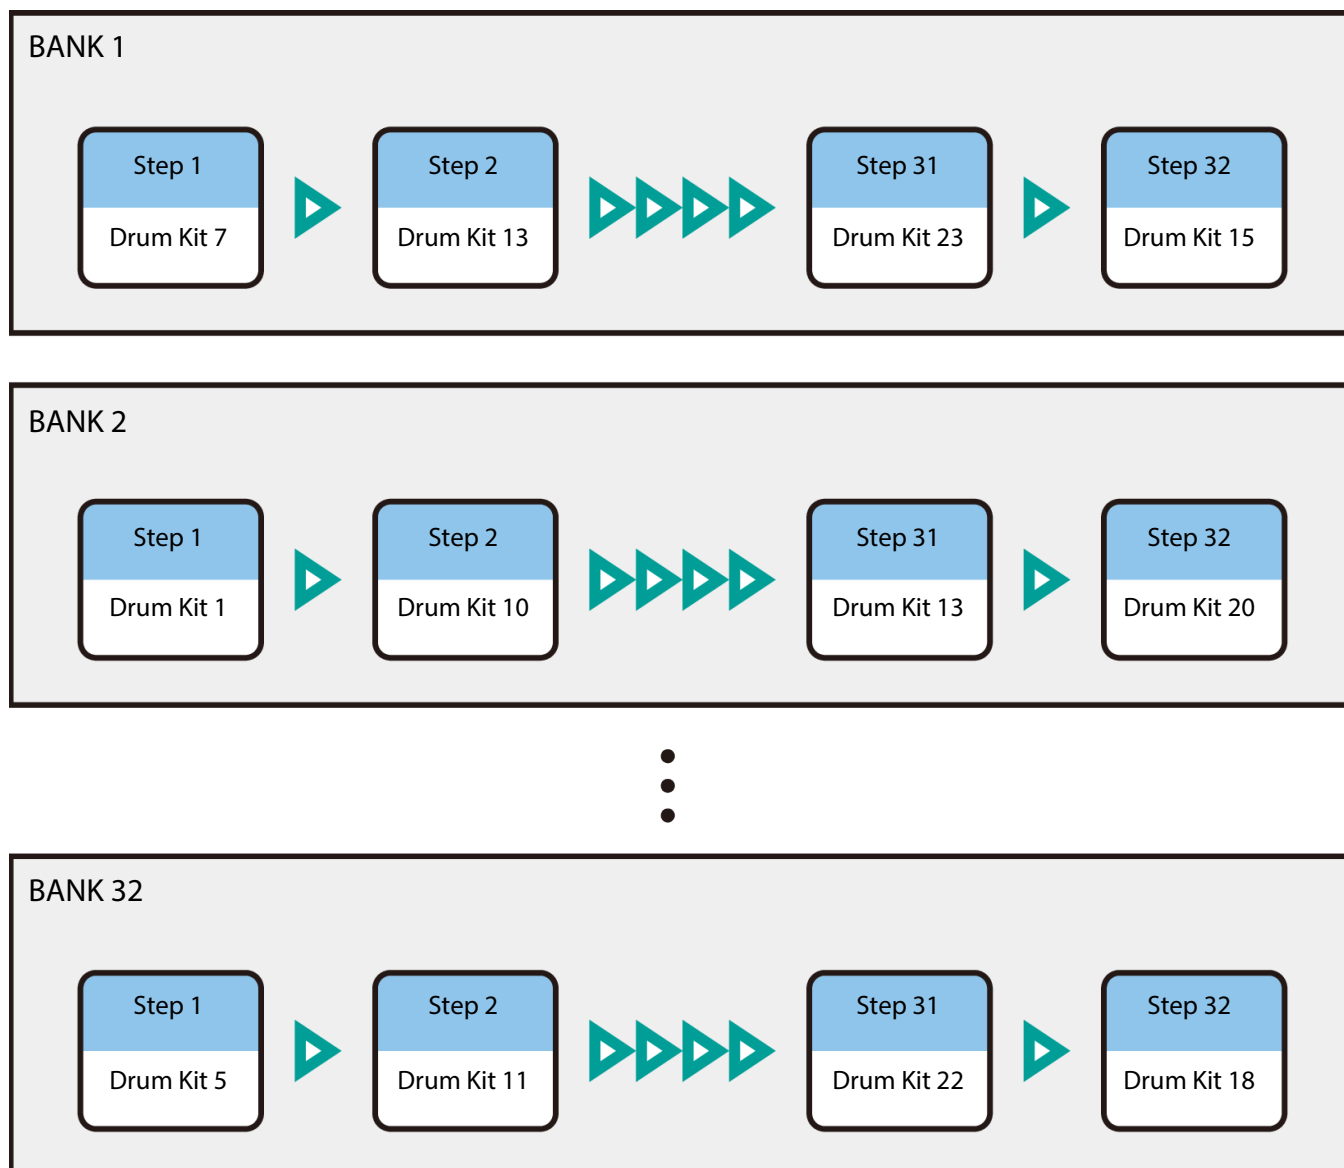 BANK 1
Step 1
Step 2
Step 31
Step 32
Drum Kit 7
Drum Kit 13
Drum Kit 23
Drum Kit 15
BANK 2
Step 1
Step 2
Step 31
Step 32
Drum Kit 1
Drum Kit 10
Drum Kit 13
Drum Kit 20
BANK 32
Step 1
Step 2
Step 31
Step 32
Drum Kit 5
Drum Kit 11
Drum Kit 22
Drum Kit 18